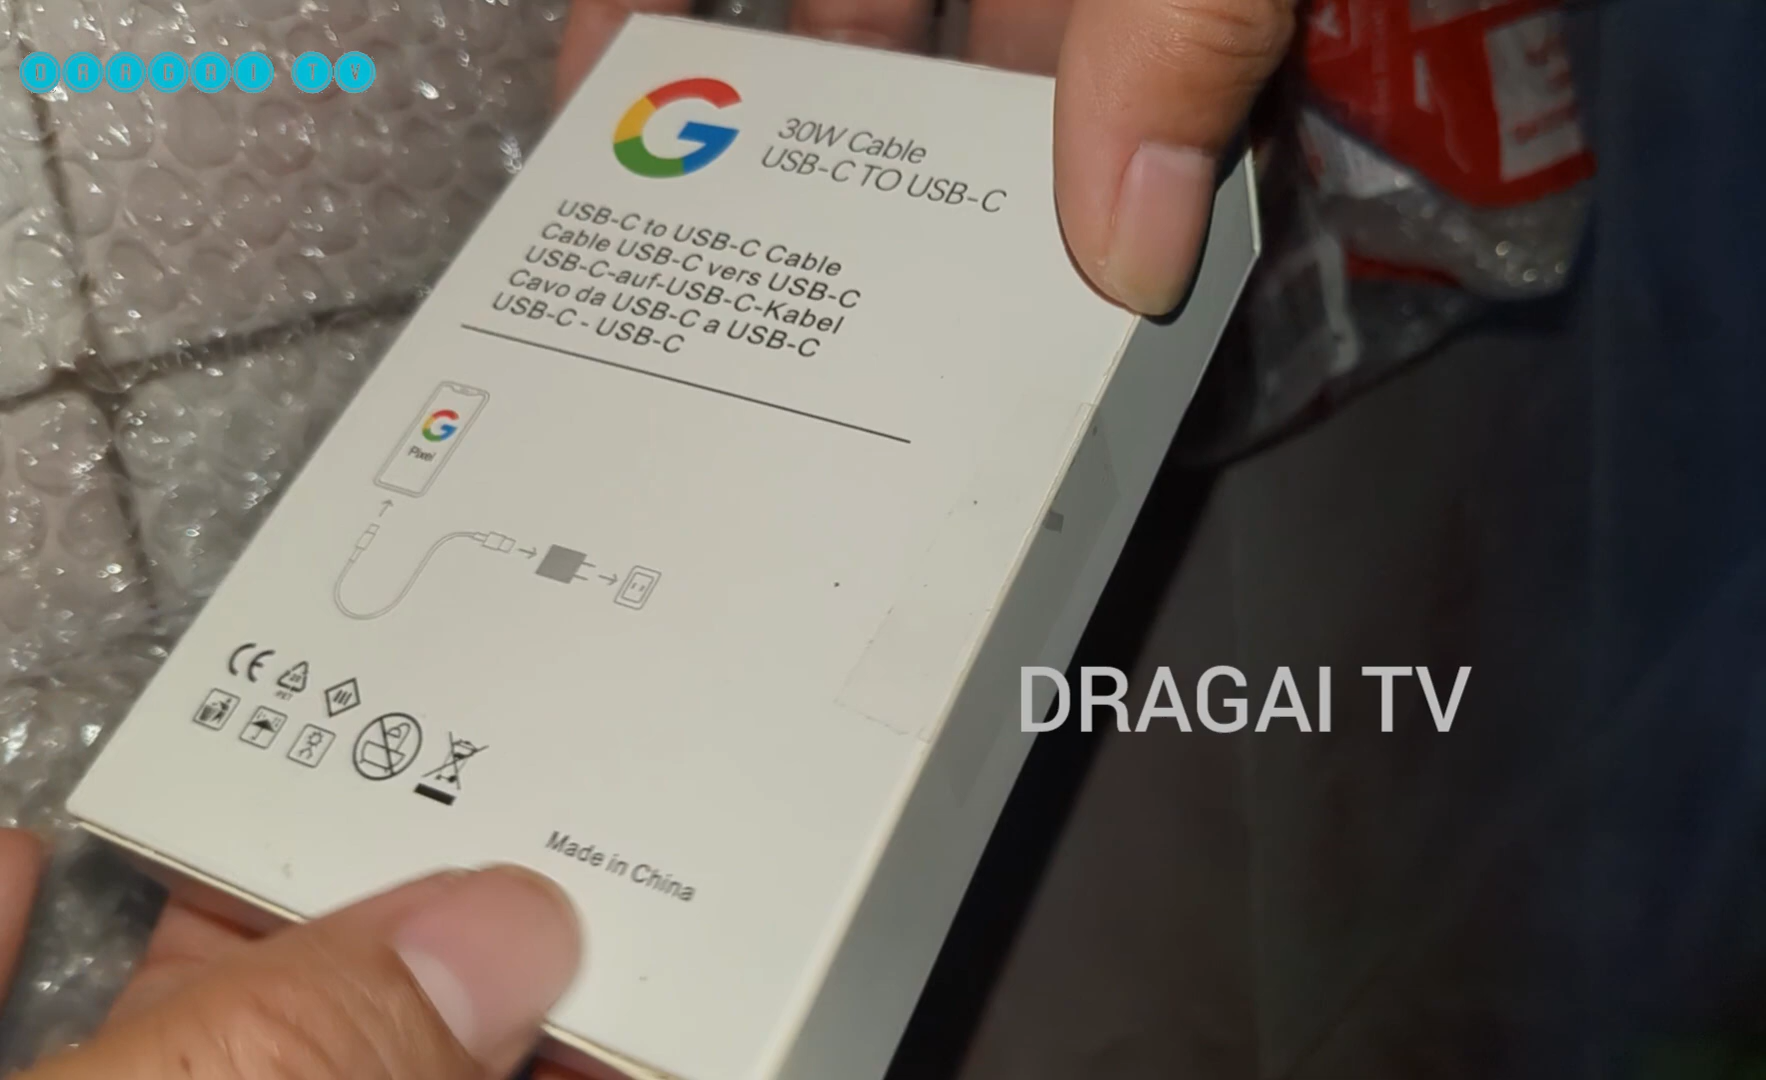 DRAGAI TV
30W Cable
USB-C TO USB-C
USB-C to USB-C Cable
Cable USB-C vers USB-C
USB-C-auf-USB-C-Kabel
Cavo da USB-C a USB-C
USB-C - USB-C
Pixel
CE
Made in China
DRAGAI TV